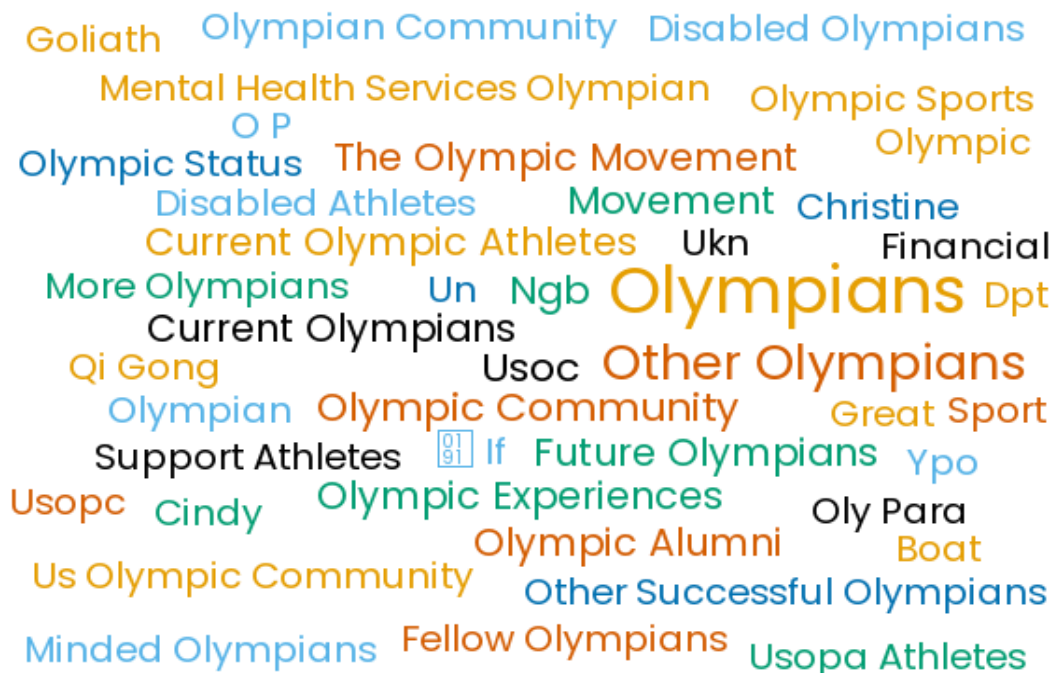 Goliath Olympian Community Disabled Olympians
Mental Health Services Olympian Olympic Sports
O P Olympic
Olympic Status The Olympic Movement
Disabled Athletes Movement Christine
Current Olympic Athletes Ukn Financial
More Olympians Un Ngb Olympians Dpt
Current Olympians
Qi Gong Usoc Other Olympians
Olympian Olympic Community Great Sport
Support Athletes If Future Olympians Ypo
Usopc Cindy Olympic Experiences Oly Para
Olympic Alumni Boat
Us Olympic Community Other Successful Olympians
Minded Olympians Fellow Olympians Usopa Athletes